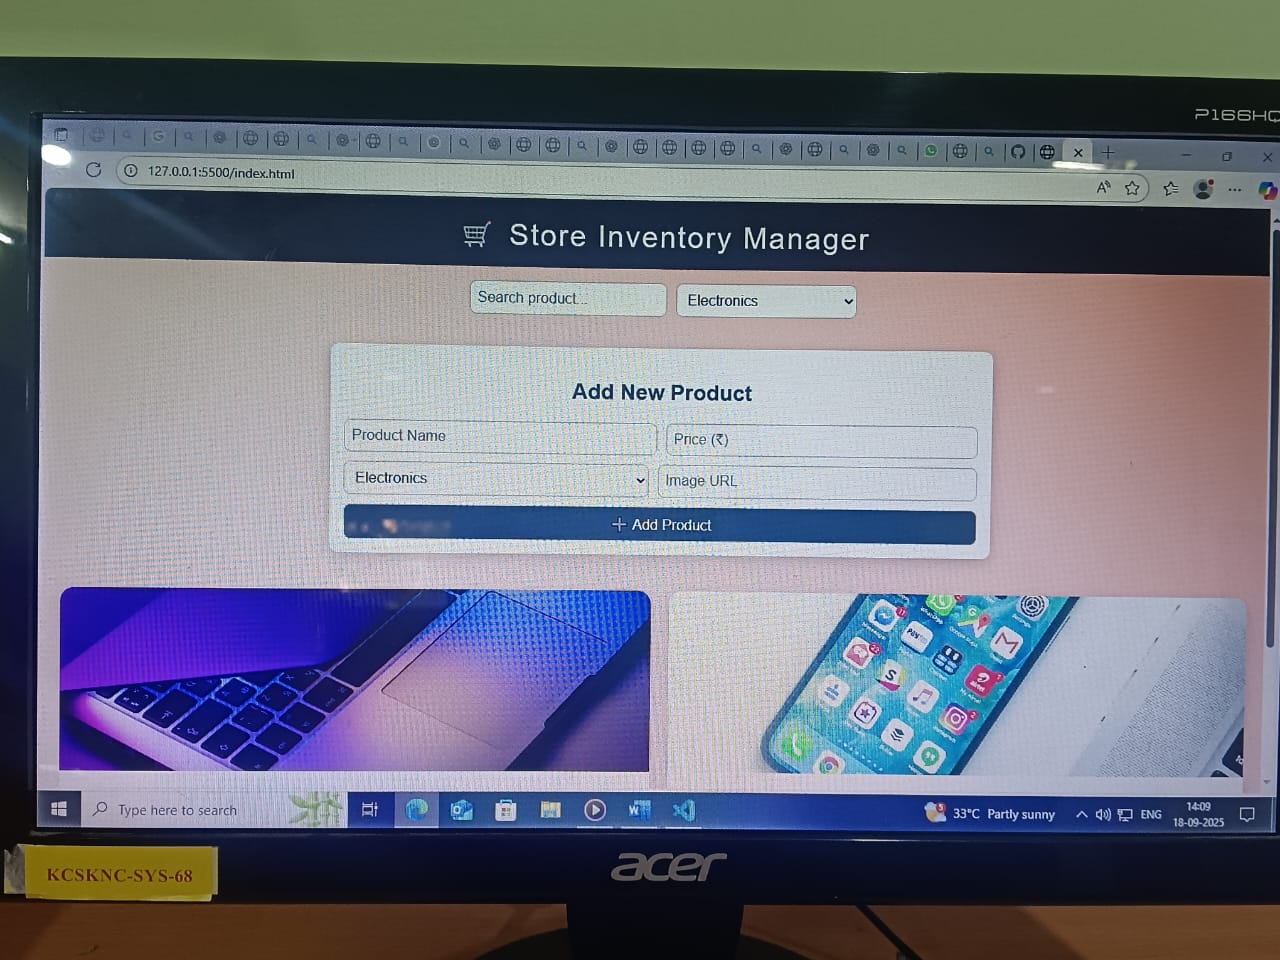 P166HQ
127.0.0.1:5500/index.html
Store Inventory Manager
Search product...
Electronics
Add New Product
Product Name
Price (₹)
Electronics
Image URL
+ Add Product
Type here to search
33°C Partly sunny
ENG
14:09
18-09-2025
KCSKNC-SYS-68
acer